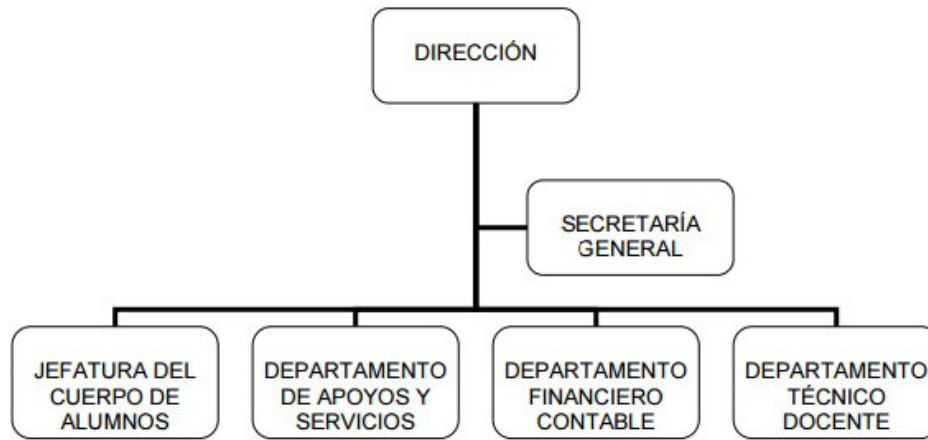 DIRECCIÓN
SECRETARÍA
GENERAL
JEFATURA DEL
CUERPO DE
ALUMNOS
DEPARTAMENTO
DE APOYOS Y
SERVICIOS
DEPARTAMENTO
FINANCIERO
CONTABLE
DEPARTAMENTO
TÉCNICO
DOCENTE